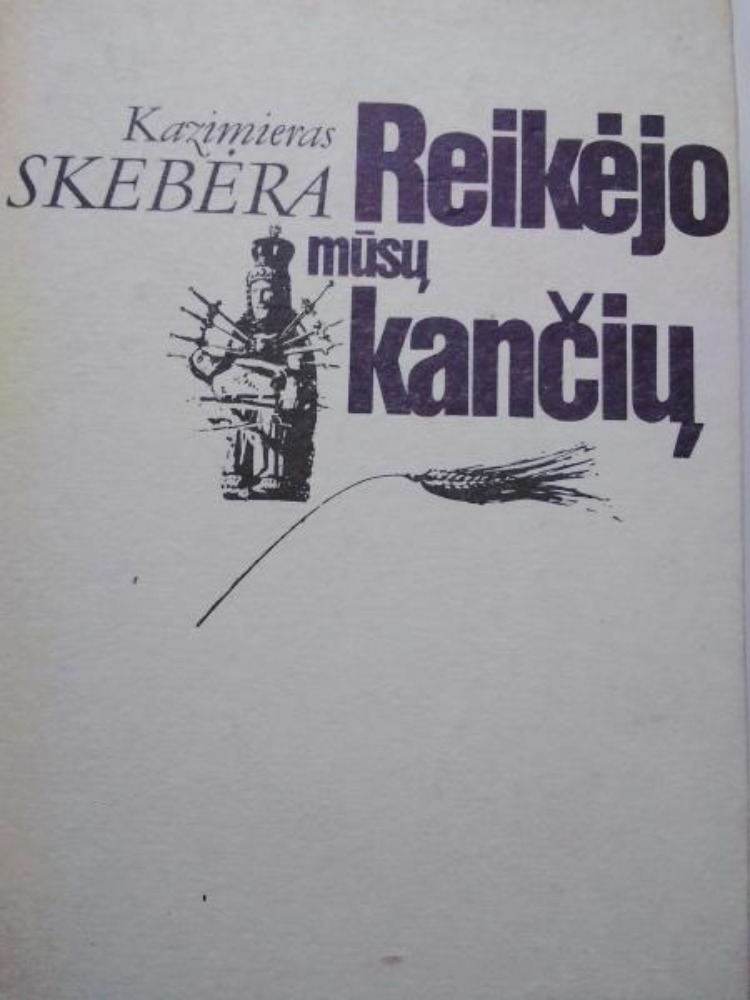 Kazimieras
SKEBĖRA
Reikėjo
mūsų
kančių